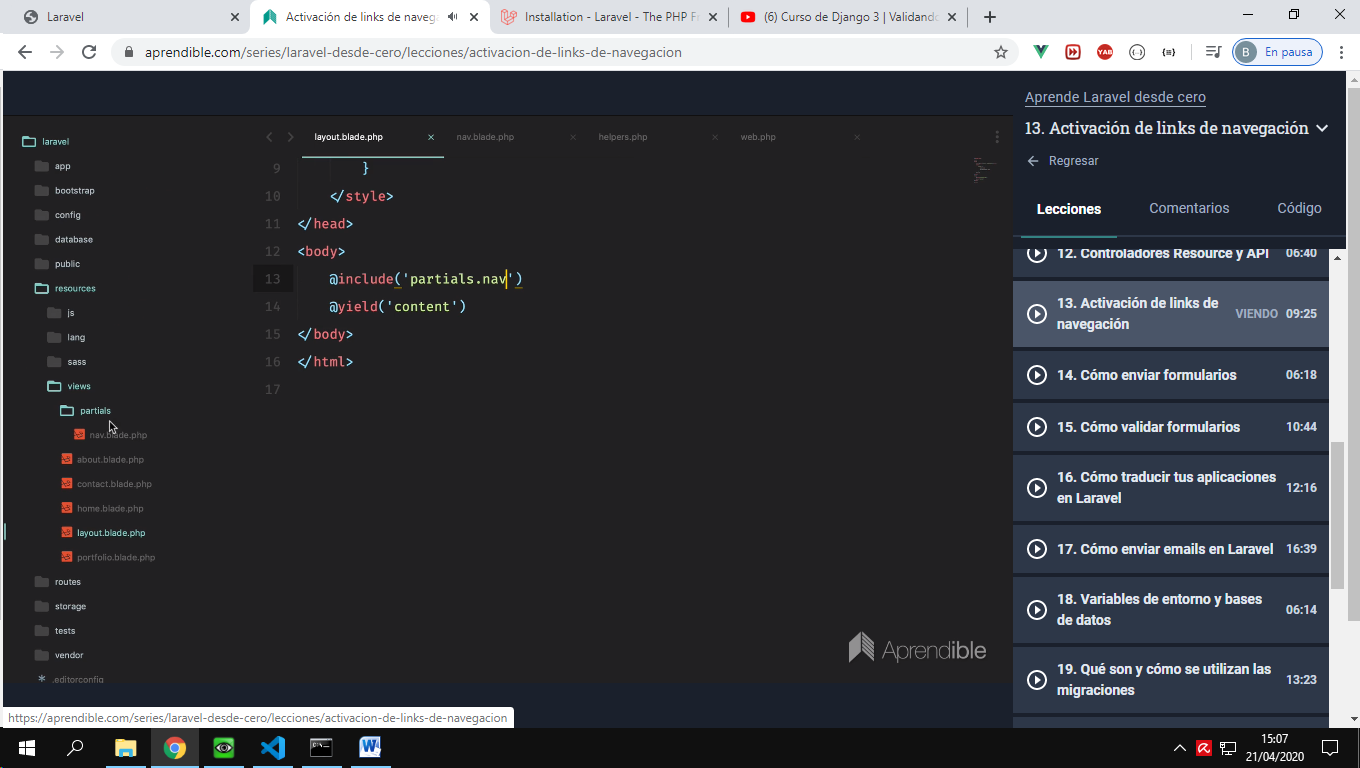 Laravel
Activación de links de navega
Installation - Laravel - The PHP F
(6) Curso de Django 3 | Validando
aprendible.com/series/laravel-desde-cero/lecciones/activacion-de-links-de-navegacion
YAB
B
En pausa
laravel
app
bootstrap
config
database
public
resources
js
lang
sass
views
partials
nav.blade.php
about.blade.php
contact.blade.php
home.blade.php
layout.blade.php
portfolio.blade.php
routes
storage
tests
vendor
.editorconfig
layout.blade.php
nav.blade.php
helpers.php
web.php
9 }
10 </style>
11 </head>
12 <body>
13 @include('partials.nav')
14 @yield('content')
15 </body>
16 </html>
17
Aprendible
Aprende Laravel desde cero
13. Activación de links de navegación
Regresar
Lecciones
Comentarios
Código
12. Controladores Resource y API 06:40
13. Activación de links de
navegación
VIENDO 09:25
14. Cómo enviar formularios 06:18
15. Cómo validar formularios 10:44
16. Cómo traducir tus aplicaciones
en Laravel
12:16
17. Cómo enviar emails en Laravel 16:39
18. Variables de entorno y bases
de datos
06:14
19. Qué son y cómo se utilizan las
migraciones
13:23
https://aprendible.com/series/laravel-desde-cero/lecciones/activacion-de-links-de-navegacion
15:07
21/04/2020